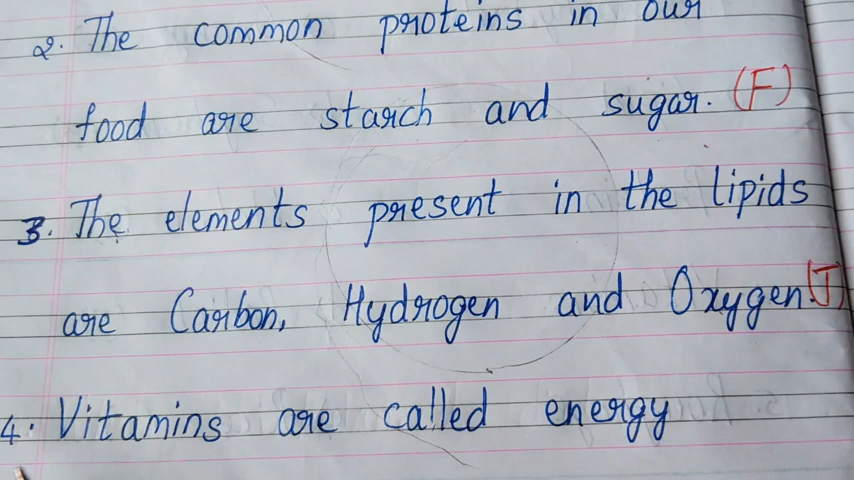 2. The common proteins in our
food are starch and sugar. (F)
3. The elements present in the lipids
are Carbon, Hydrogen and Oxygen. (T)
4. Vitamins are called energy